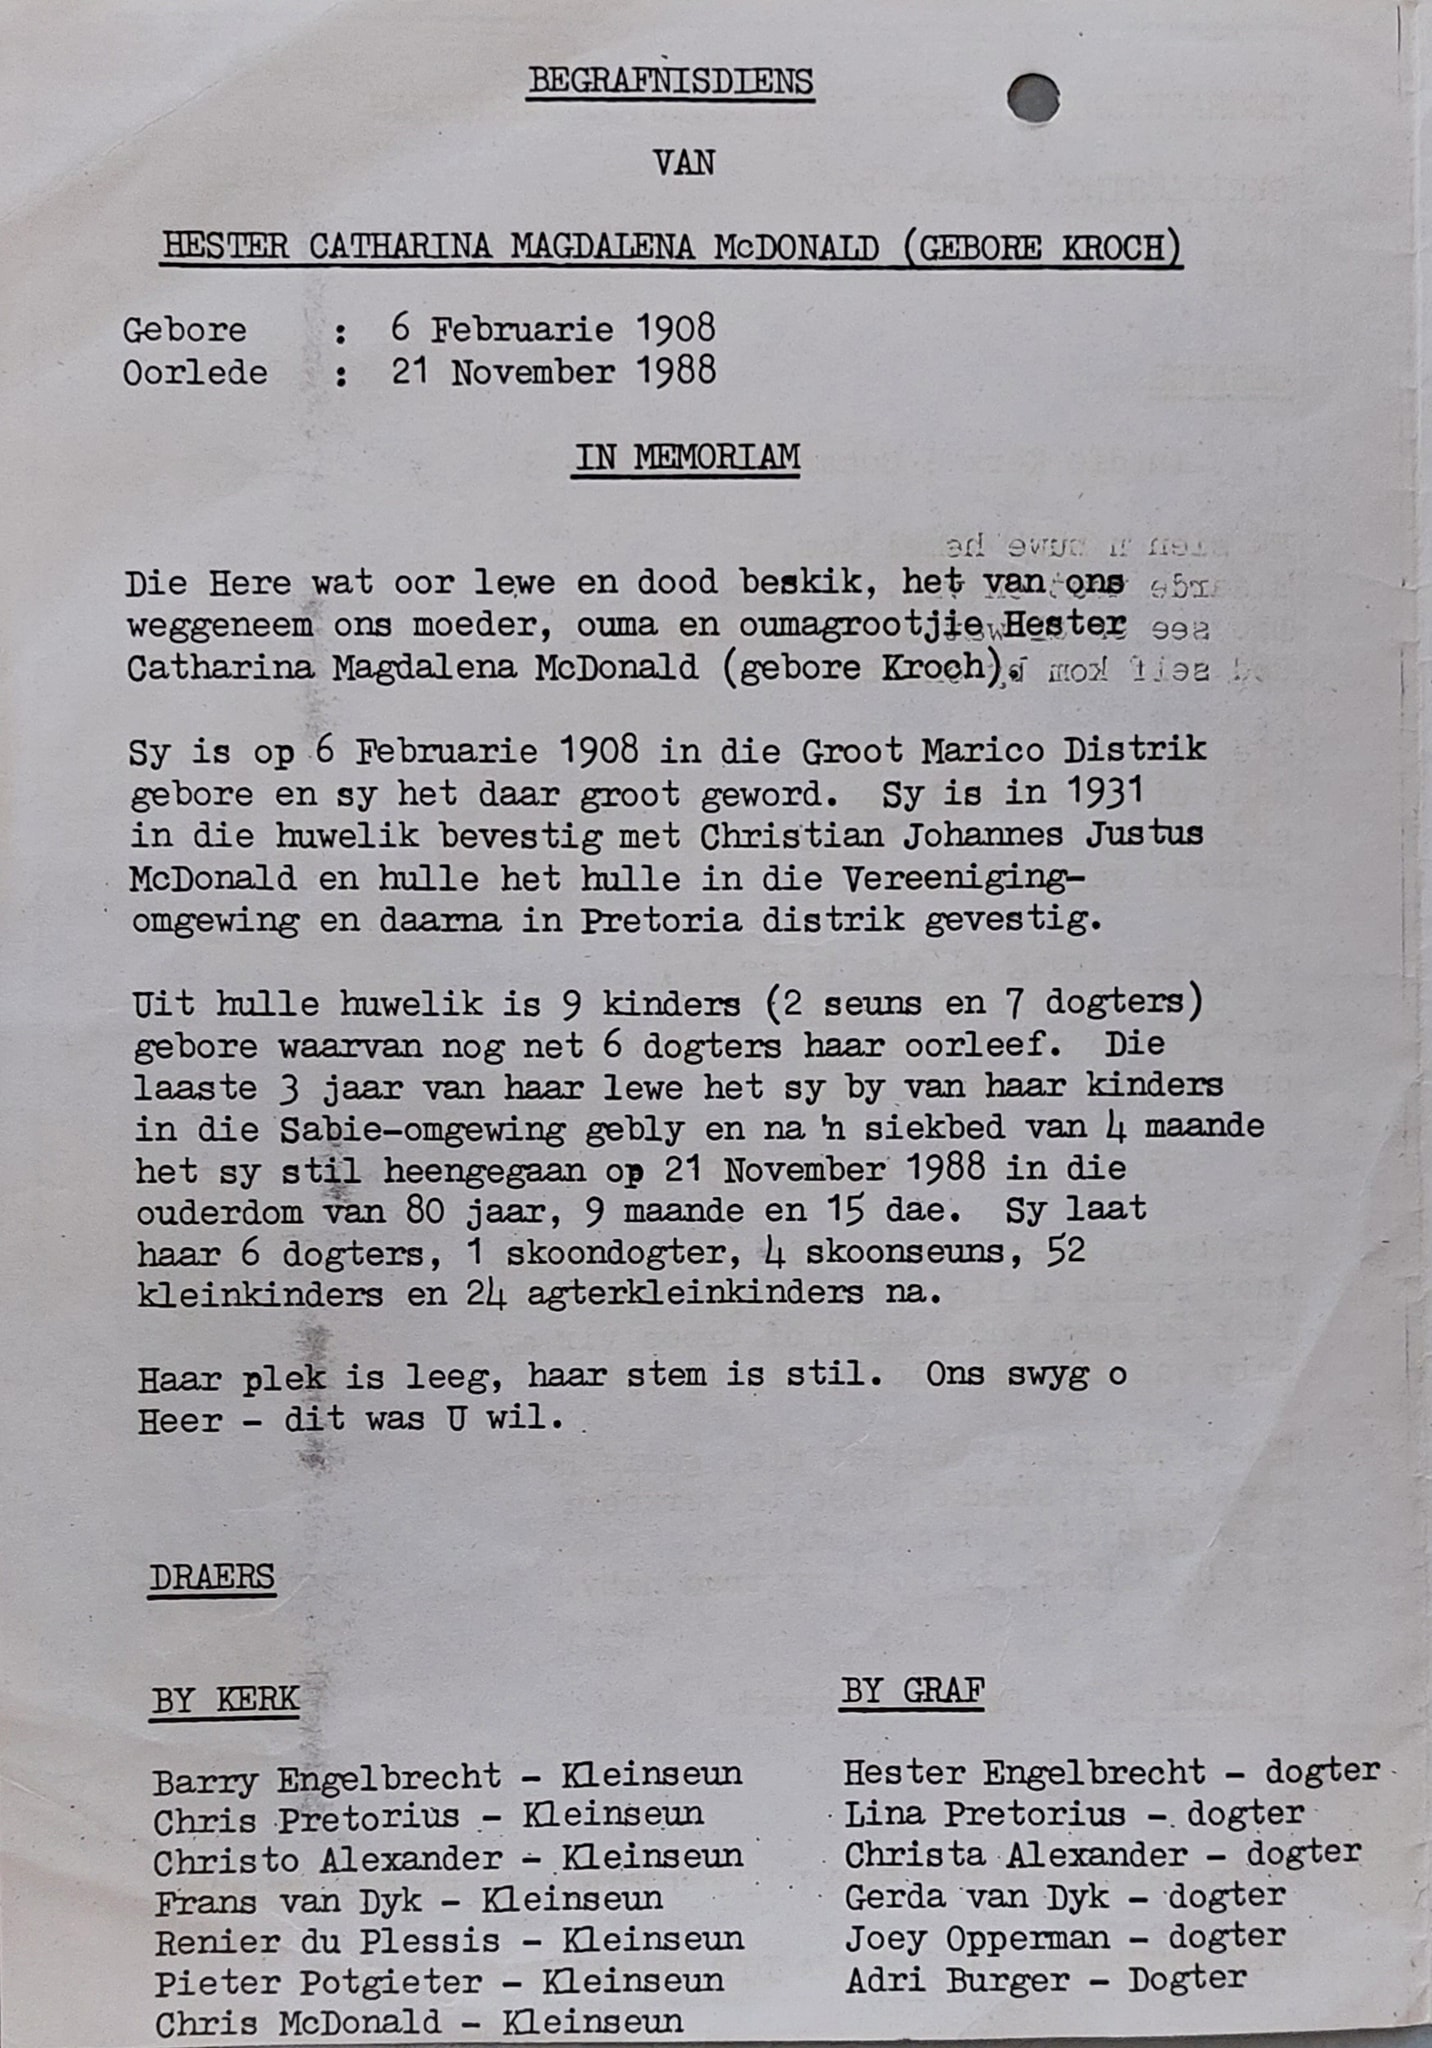 BEGRAFNISDIENS
VAN
HESTER CATHARINA MAGDALENA McDONALD (GEBORE KROCH)
Gebore : 6 Februarie 1908
Oorlede : 21 November 1988
IN MEMORIAM
Die Here wat oor lewe en dood beskik, het van ons
weggeneem ons moeder, ouma en oumagrootjie Hester
Catharina Magdalena McDonald (gebore Kroch).
Sy is op 6 Februarie 1908 in die Groot Marico Distrik
gebore en sy het daar groot geword. Sy is in 1931
in die huwelik bevestig met Christian Johannes Justus
McDonald en hulle het hulle in die Vereeniging-
omgewing en daarna in Pretoria distrik gevestig.
Uit hulle huwelik is 9 kinders (2 seuns en 7 dogters)
gebore waarvan nog net 6 dogters haar oorleef. Die
laaste 3 jaar van haar lewe het sy by van haar kinders
in die Sabie-omgewing gebly en na 'n siekbed van 4 maande
het sy stil heengegaan op 21 November 1988 in die
ouderdom van 80 jaar, 9 maande en 15 dae. Sy laat
haar 6 dogters, 1 skoondogter, 4 skoonseuns, 52
kleinkinders en 24 agterkleinkinders na.
Haar plek is leeg, haar stem is stil. Ons swyg o
Heer - dit was U wil.
DRAERS
BY KERK
Barry Engelbrecht - Kleinseun
Chris Pretorius - Kleinseun
Christo Alexander - Kleinseun
Frans van Dyk - Kleinseun
Renier du Plessis - Kleinseun
Pieter Potgieter - Kleinseun
Chris McDonald - Kleinseun
BY GRAF
Hester Engelbrecht - dogter
Lina Pretorius - dogter
Christa Alexander - dogter
Gerda van Dyk - dogter
Joey Opperman - dogter
Adri Burger - Dogter